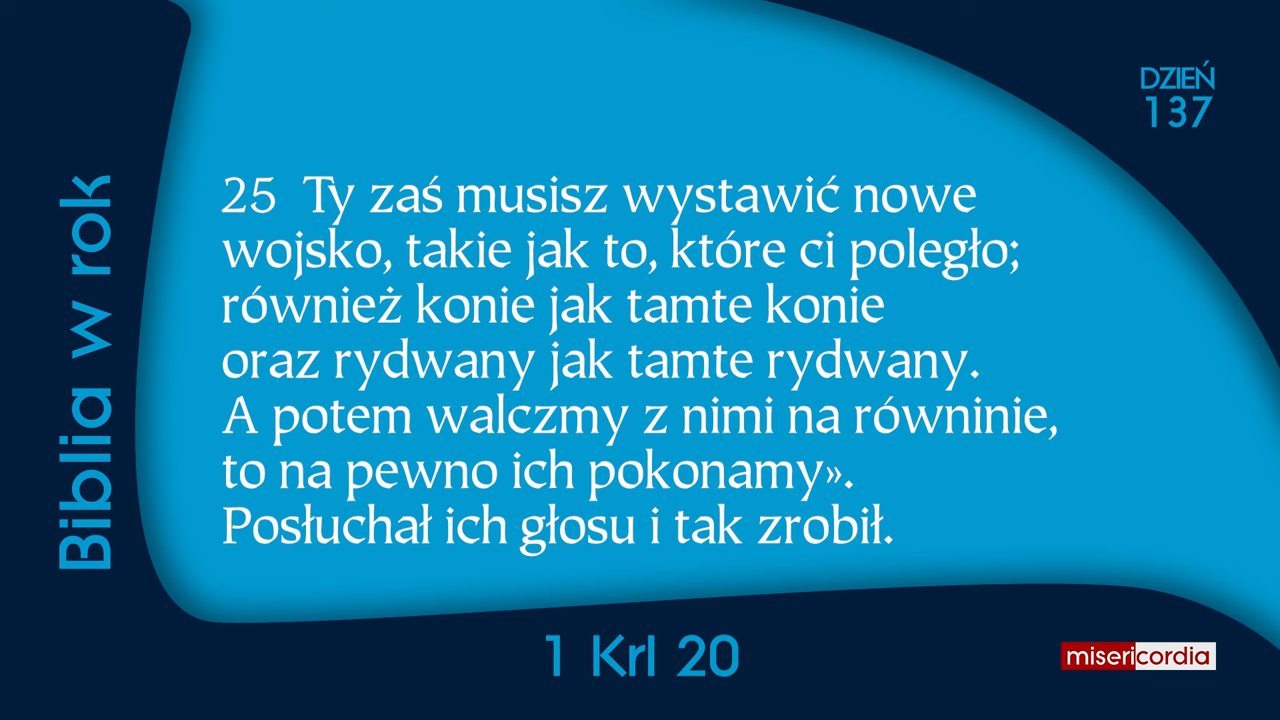 DZIEŃ
137
Biblia w rok
25 Ty zaś musisz wystawić nowe
wojsko, takie jak to, które ci poległo;
również konie jak tamte konie
oraz rydwany jak tamte rydwany.
A potem walczmy z nimi na równinie,
to na pewno ich pokonamy».
Posłuchał ich głosu i tak zrobił.
1 Krl 20
misericordia